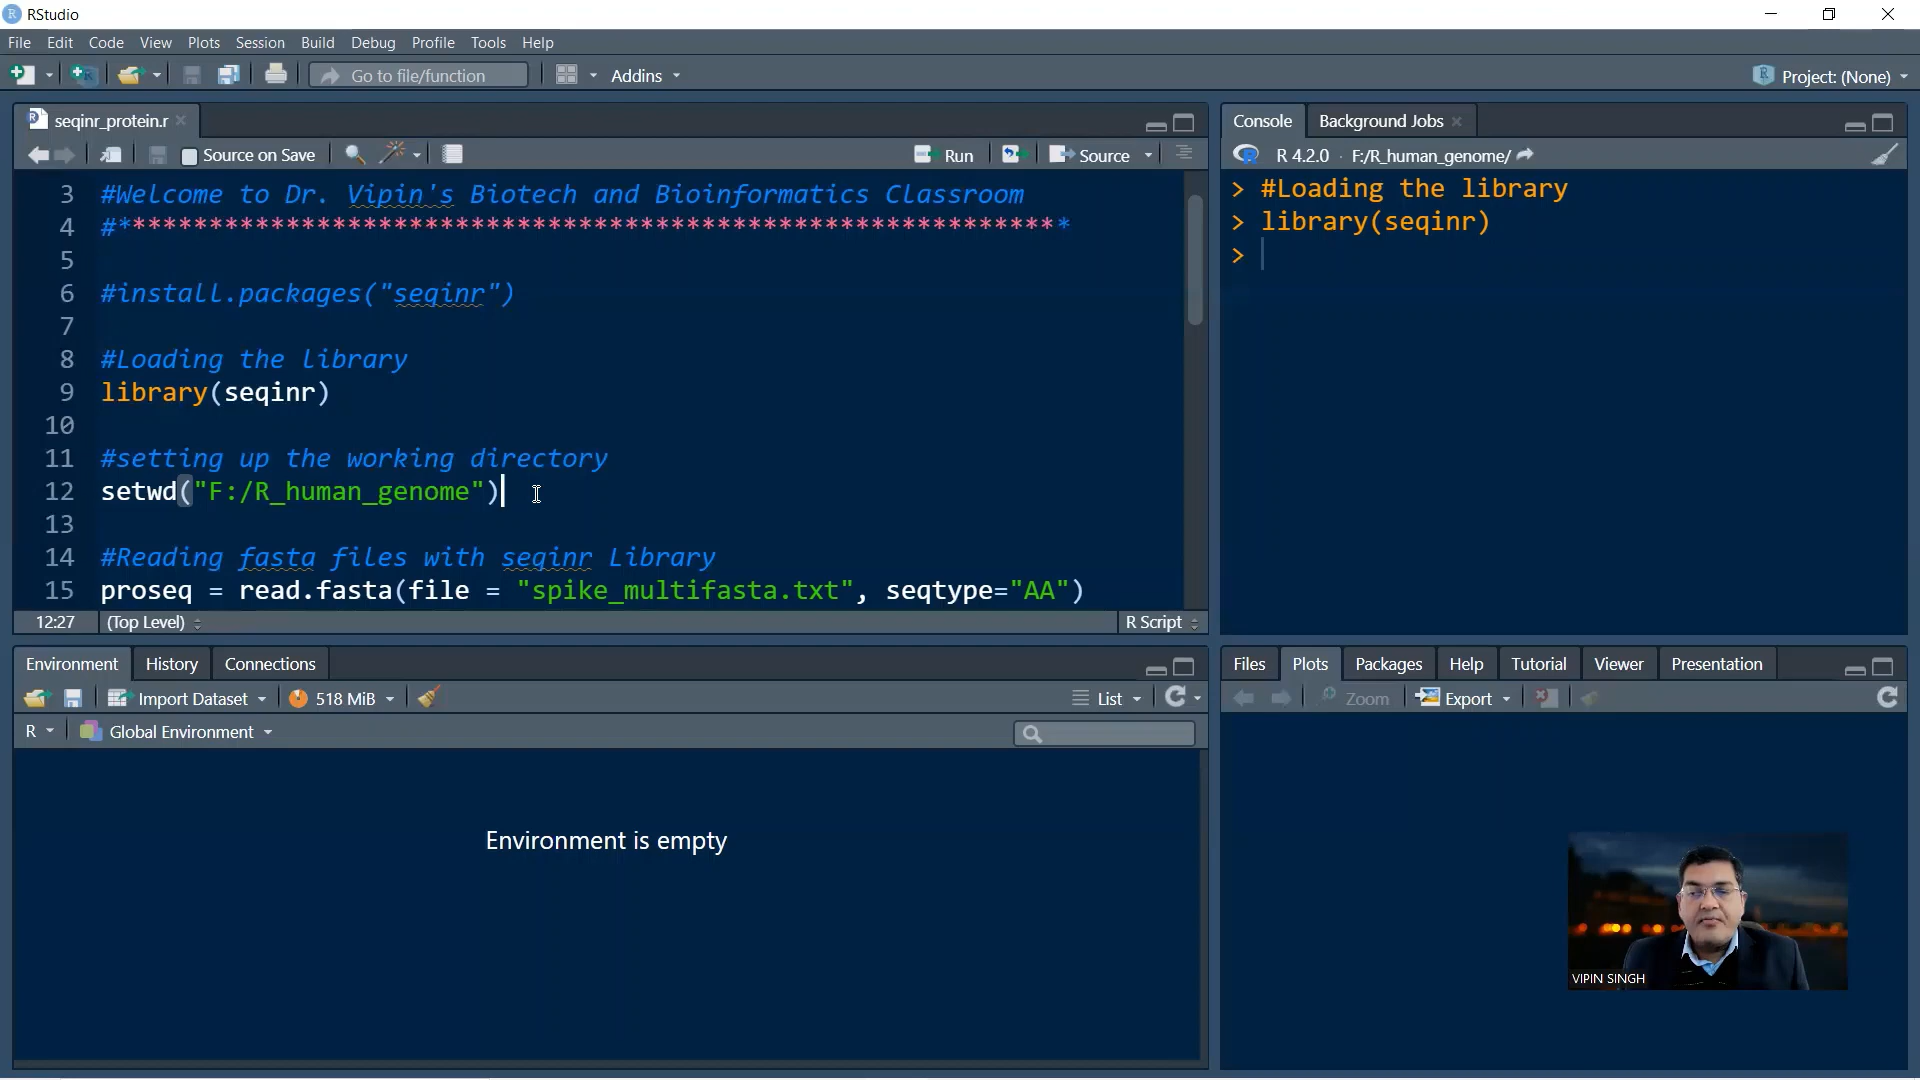 RStudio
File Edit Code View Plots Session Build Debug Profile Tools Help
Go to file/function Addins Project: (None)
seqinr_protein.r
Source on Save Run Source
3 #Welcome to Dr. Vipin's Biotech and Bioinformatics Classroom
4 #*************************************************************
5
6 #install.packages("seqinr")
7
8 #Loading the library
9 library(seqinr)
10
11 #setting up the working directory
12 setwd("F:/R_human_genome")
13
14 #Reading fasta files with seqinr Library
15 proseq = read.fasta(file = "spike_multifasta.txt", seqtype="AA")
12:27 (Top Level) R Script
Console Background Jobs
R 4.2.0 · F:/R_human_genome/
> #Loading the library
> library(seqinr)
>
Environment History Connections
Import Dataset 518 MiB List
R Global Environment
Environment is empty
Files Plots Packages Help Tutorial Viewer Presentation
Zoom Export
VIPIN SINGH